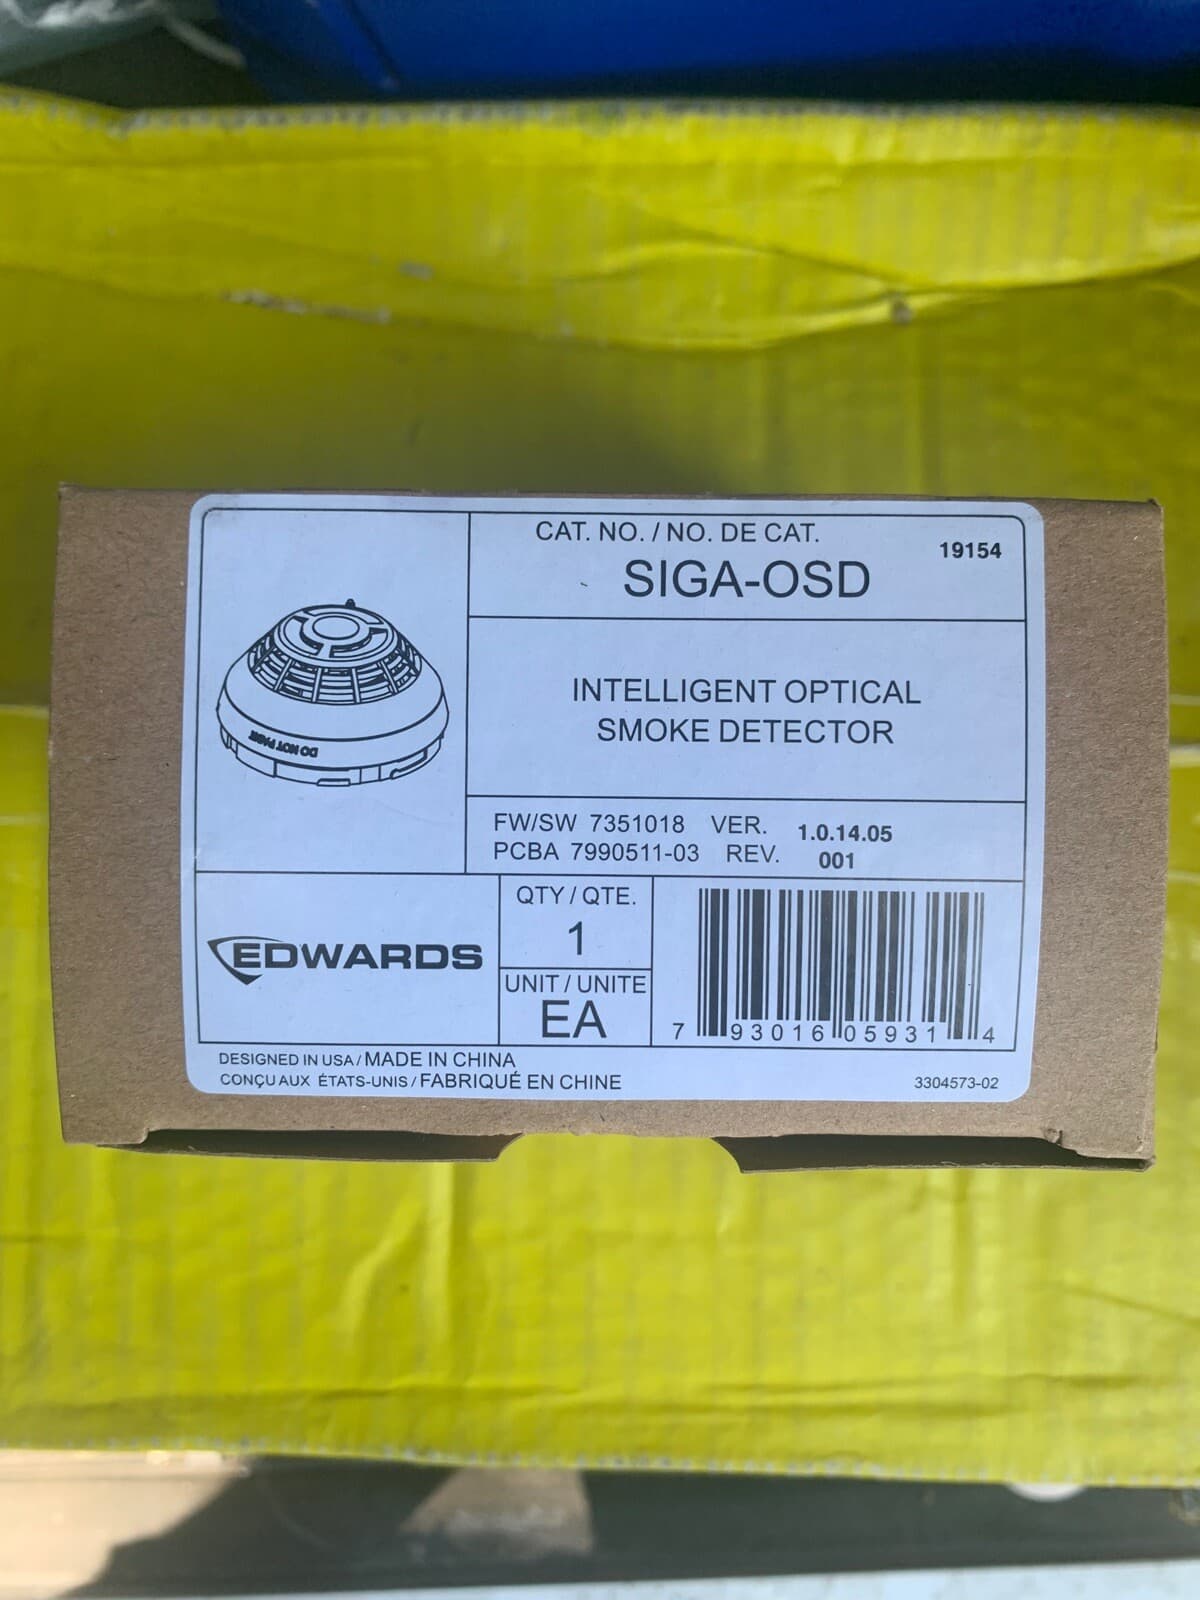 CAT. NO. / NO. DE CAT.
19154
SIGA-OSD
INTELLIGENT OPTICAL
SMOKE DETECTOR
DO NOT PAINT
FW/SW 7351018 VER. 1.0.14.05
PCBA 7990511-03 REV. 001
EDWARDS
QTY / QTE.
1
UNIT / UNITE
EA
7 93016 05931 4
DESIGNED IN USA / MADE IN CHINA
CONÇU AUX ÉTATS-UNIS / FABRIQUÉ EN CHINE
3304573-02